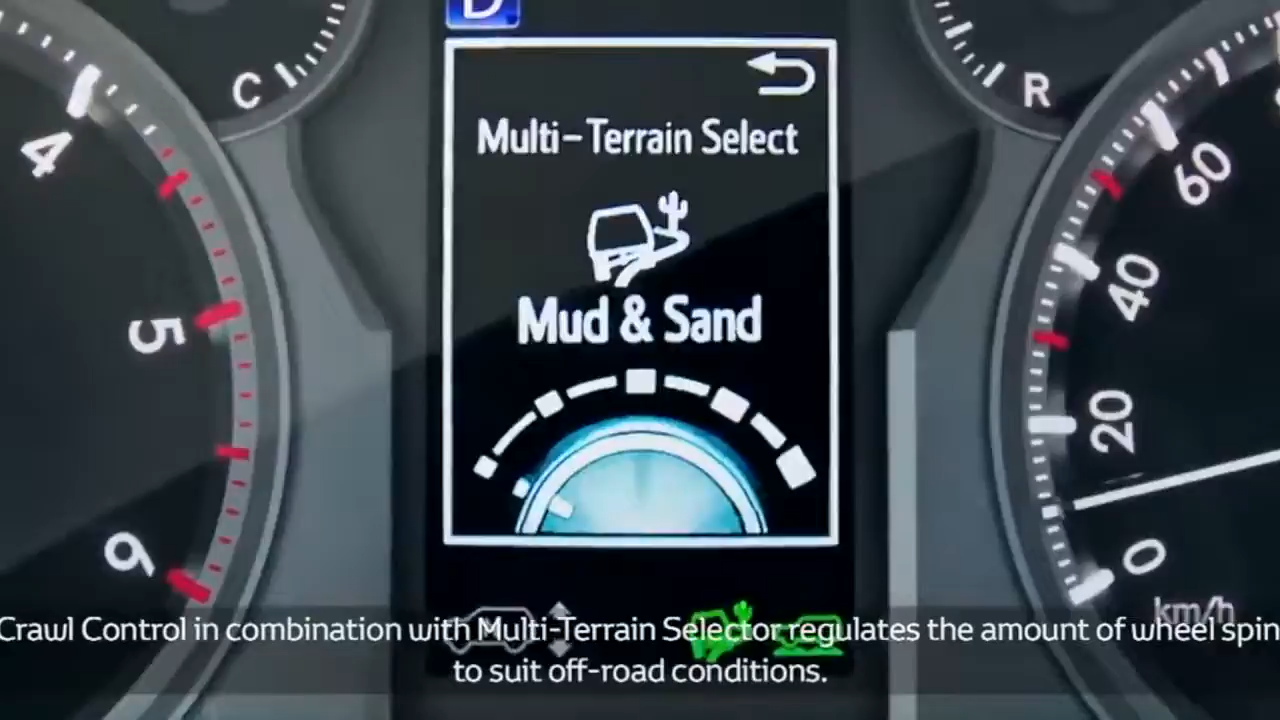 D
C
R
4
5
6
60
40
20
0
km/h
Multi-Terrain Select
Mud & Sand
Crawl Control in combination with Multi-Terrain Selector regulates the amount of wheel spin
to suit off-road conditions.